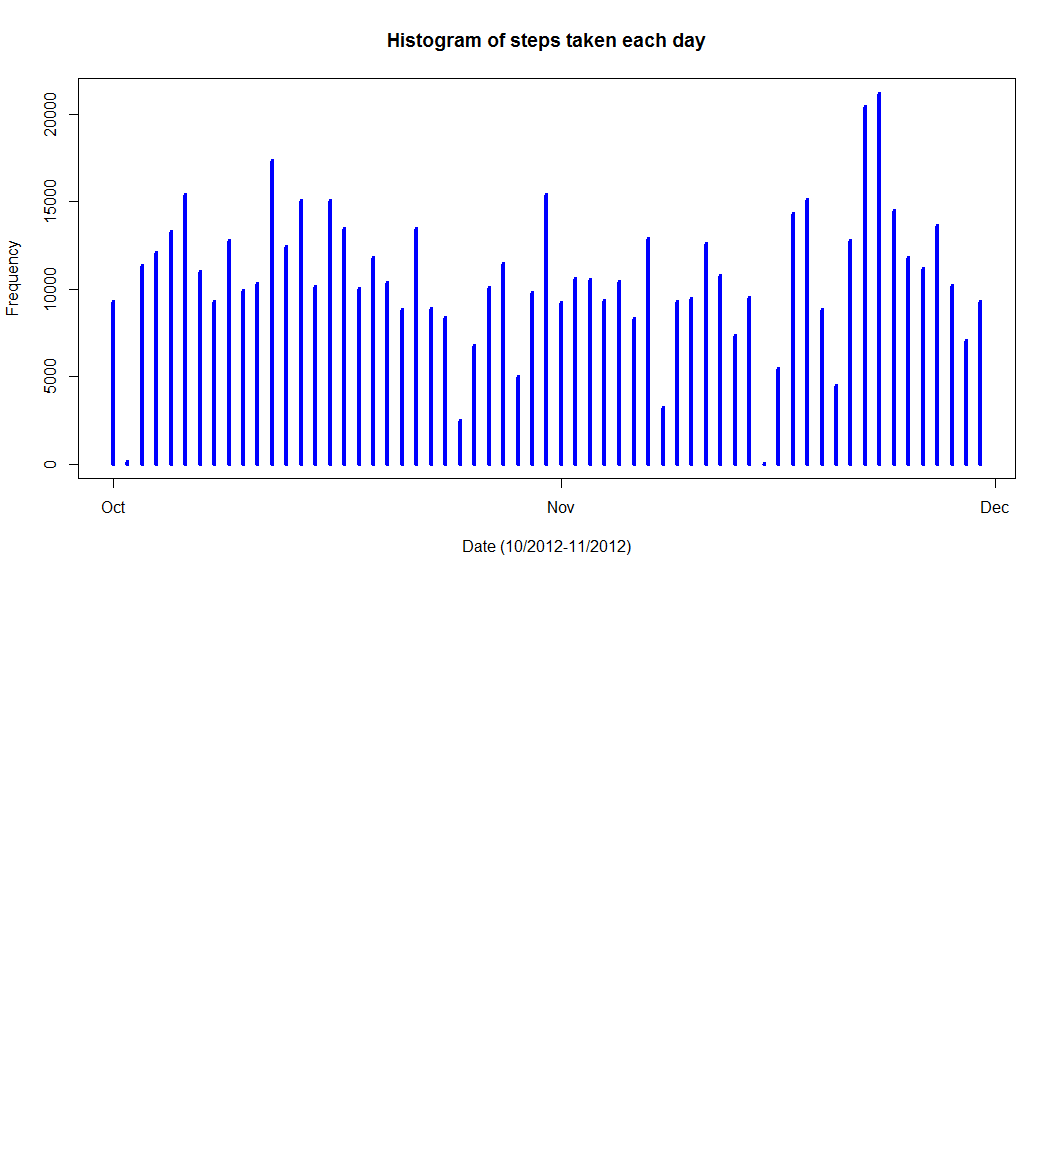 Histogram of steps taken each day
Frequency
20000
15000
10000
5000
0
Oct Nov Dec
Date (10/2012-11/2012)